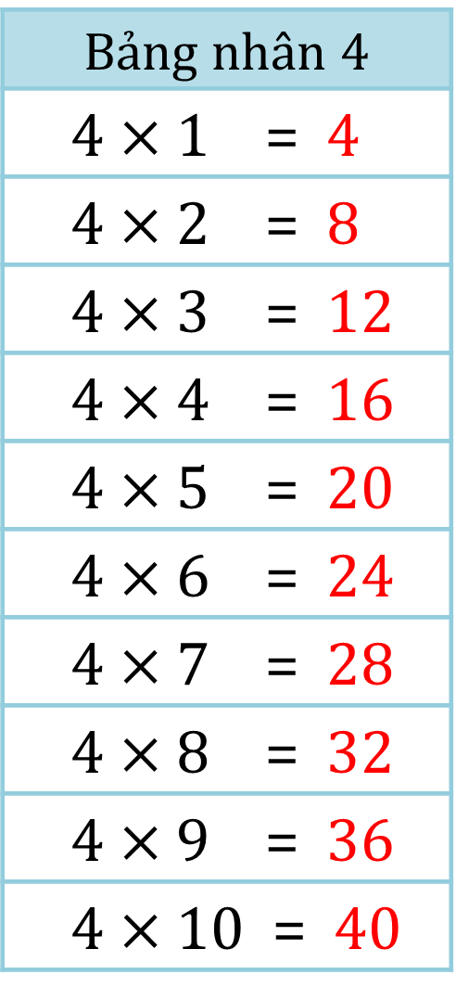 Bảng nhân 4
4 × 1 = 4
4 × 2 = 8
4 × 3 = 12
4 × 4 = 16
4 × 5 = 20
4 × 6 = 24
4 × 7 = 28
4 × 8 = 32
4 × 9 = 36
4 × 10 = 40